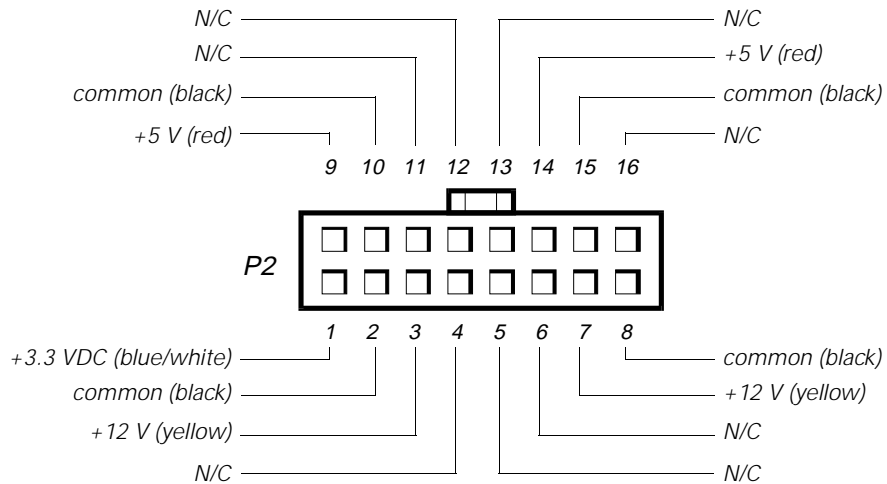 N/C N/C
N/C +5 V (red)
common (black) common (black)
+5 V (red) N/C
9 10 11 12 13 14 15 16
P2
1 2 3 4 5 6 7 8
+3.3 VDC (blue/white) common (black)
common (black) +12 V (yellow)
+12 V (yellow) N/C
N/C N/C